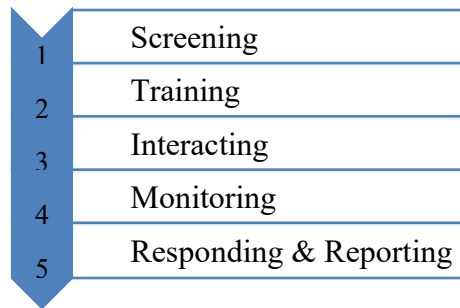 1 Screening
2 Training
3 Interacting
4 Monitoring
5 Responding & Reporting